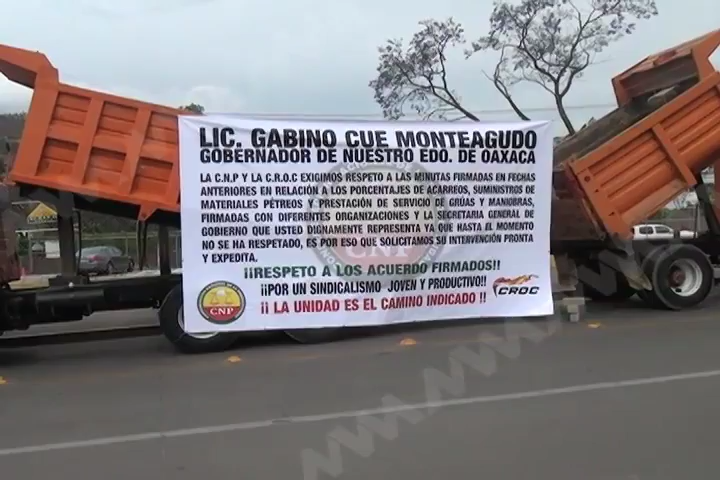 LIC. GABINO CUE MONTEAGUDO
GOBERNADOR DE NUESTRO EDO. DE OAXACA
LA C.N.P Y LA C.R.O.C EXIGIMOS RESPETO A LAS MINUTAS FIRMADAS EN FECHAS
ANTERIORES EN RELACIÓN A LOS PORCENTAJES DE ACARREOS, SUMINISTROS DE
MATERIALES PÉTREOS Y PRESTACIÓN DE SERVICIO DE GRÚAS Y MANIOBRAS,
FIRMADAS CON DIFERENTES ORGANIZACIONES Y LA SECRETARIA GENERAL DE
GOBIERNO QUE USTED DIGNAMENTE REPRESENTA YA QUE HASTA EL MOMENTO
NO SE HA RESPETADO, ES POR ESO QUE SOLICITAMOS SU INTERVENCIÓN PRONTA
Y EXPEDITA.
¡¡RESPETO A LOS ACUERDO FIRMADOS!!
¡¡POR UN SINDICALISMO JOVEN Y PRODUCTIVO!!
¡¡ LA UNIDAD ES EL CAMINO INDICADO !!
CNP
CROC
CNP